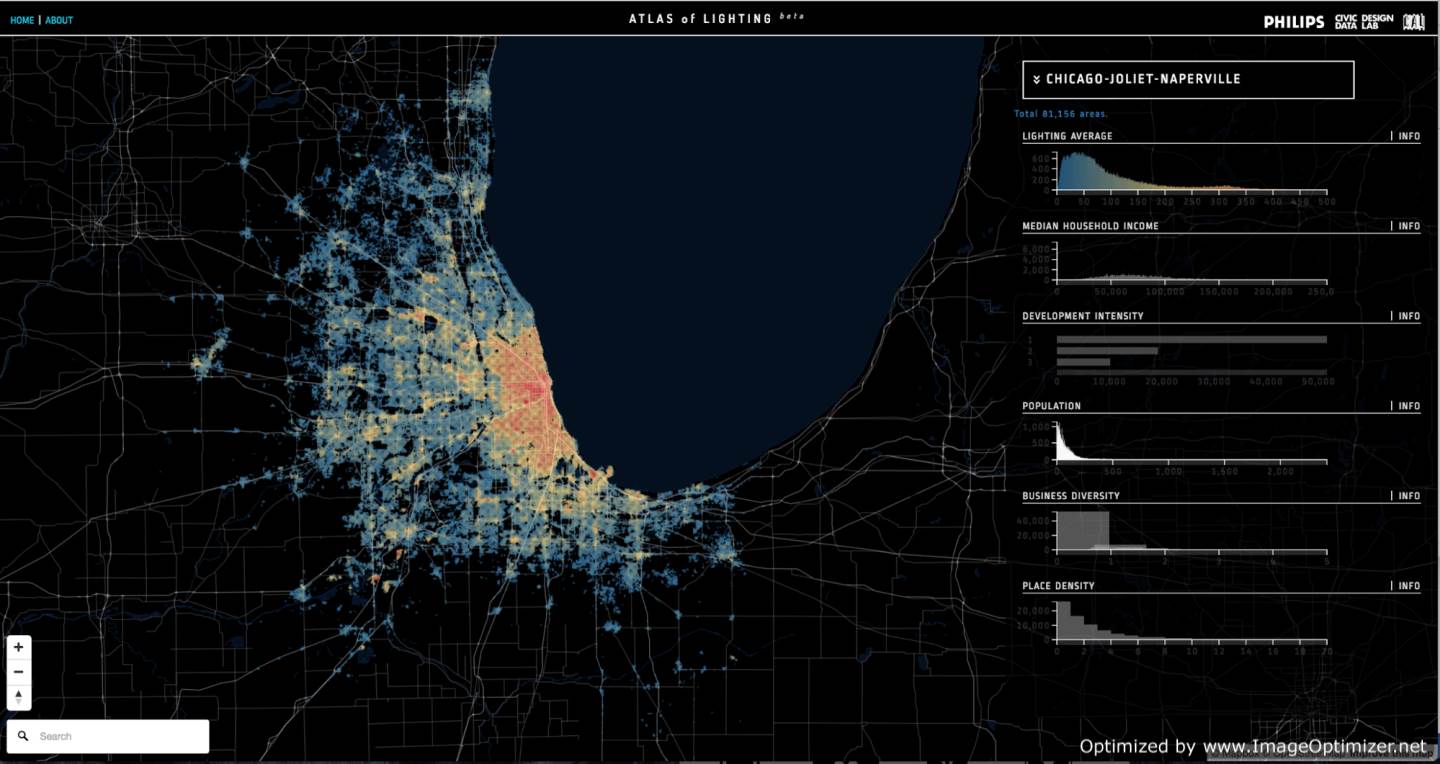 HOME | ABOUT
ATLAS of LIGHTING beta
PHILIPS CIVIC DATA DESIGN LAB
CHICAGO-JOLIET-NAPERVILLE
Total 81,156 areas.
LIGHTING AVERAGE | INFO
600
400
200
0
0 50 100 150 200 250 300 350 400 450 500
MEDIAN HOUSEHOLD INCOME | INFO
6,000
4,000
2,000
0
0 50,000 100,000 150,000 200,000 250,0
DEVELOPMENT INTENSITY | INFO
1
2
3
0 10,000 20,000 30,000 40,000 50,000
POPULATION | INFO
1,000
500
0
0 500 1,000 1,500 2,000
BUSINESS DIVERSITY | INFO
40,000
20,000
0
0 1 2 3 4 5
PLACE DENSITY | INFO
20,000
10,000
0
0 2 4 6 8 10 12 14 16 18 20
Search
Optimized by www.ImageOptimizer.net